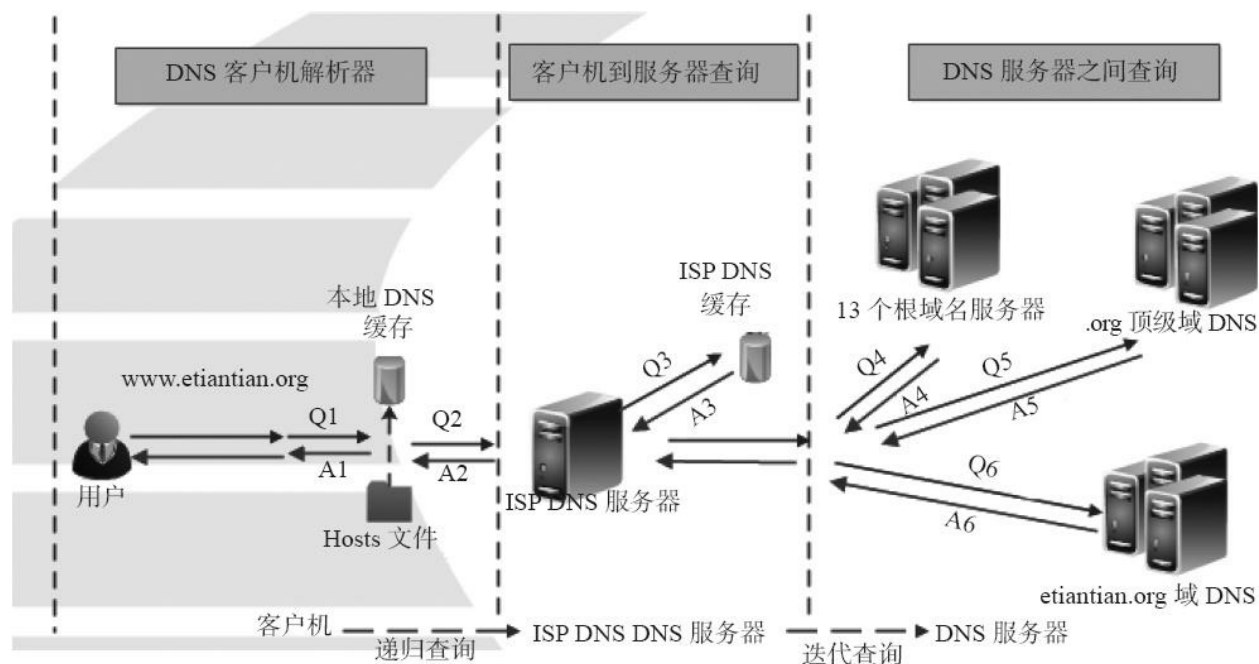 DNS 客户机解析器
客户机到服务器查询
DNS 服务器之间查询
本地 DNS
缓存
ISP DNS
缓存
13 个根域名服务器
.org 顶级域 DNS
www.etiantian.org
Q1
A1
Q2
A2
Q3
A3
Q4
A4
Q5
A5
Q6
A6
用户
Hosts 文件
ISP DNS 服务器
etiantian.org 域 DNS
客户机
递归查询
ISP DNS DNS 服务器
迭代查询
DNS 服务器